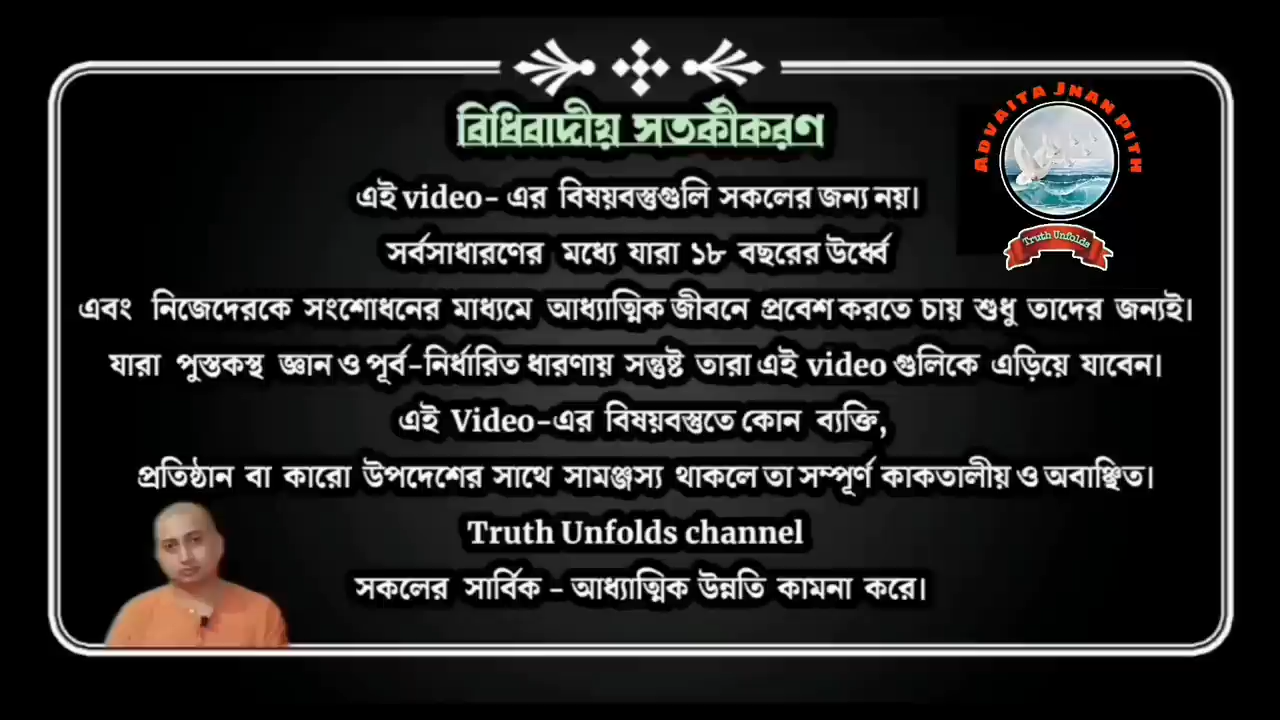 বিধিবাদীয় সতর্কীকরণ
ADVAITA JNAN PITH
Truth Unfolds
এই video- এর বিষয়বস্তুগুলি সকলের জন্য নয়।
সর্বসাধারণের মধ্যে যারা ১৮ বছরের উর্ধ্বে
এবং নিজেদেরকে সংশোধনের মাধ্যমে আধ্যাত্মিক জীবনে প্রবেশ করতে চায় শুধু তাদের জন্যই।
যারা পুস্তকস্থ জ্ঞান ও পূর্ব-নির্ধারিত ধারণায় সন্তুষ্ট তারা এই video গুলিকে এড়িয়ে যাবেন।
এই Video-এর বিষয়বস্তুতে কোন ব্যক্তি,
প্রতিষ্ঠান বা কারো উপদেশের সাথে সামঞ্জস্য থাকলে তা সম্পূর্ণ কাকতালীয় ও অবাঞ্ছিত।
Truth Unfolds channel
সকলের সার্বিক - আধ্যাত্মিক উন্নতি কামনা করে।